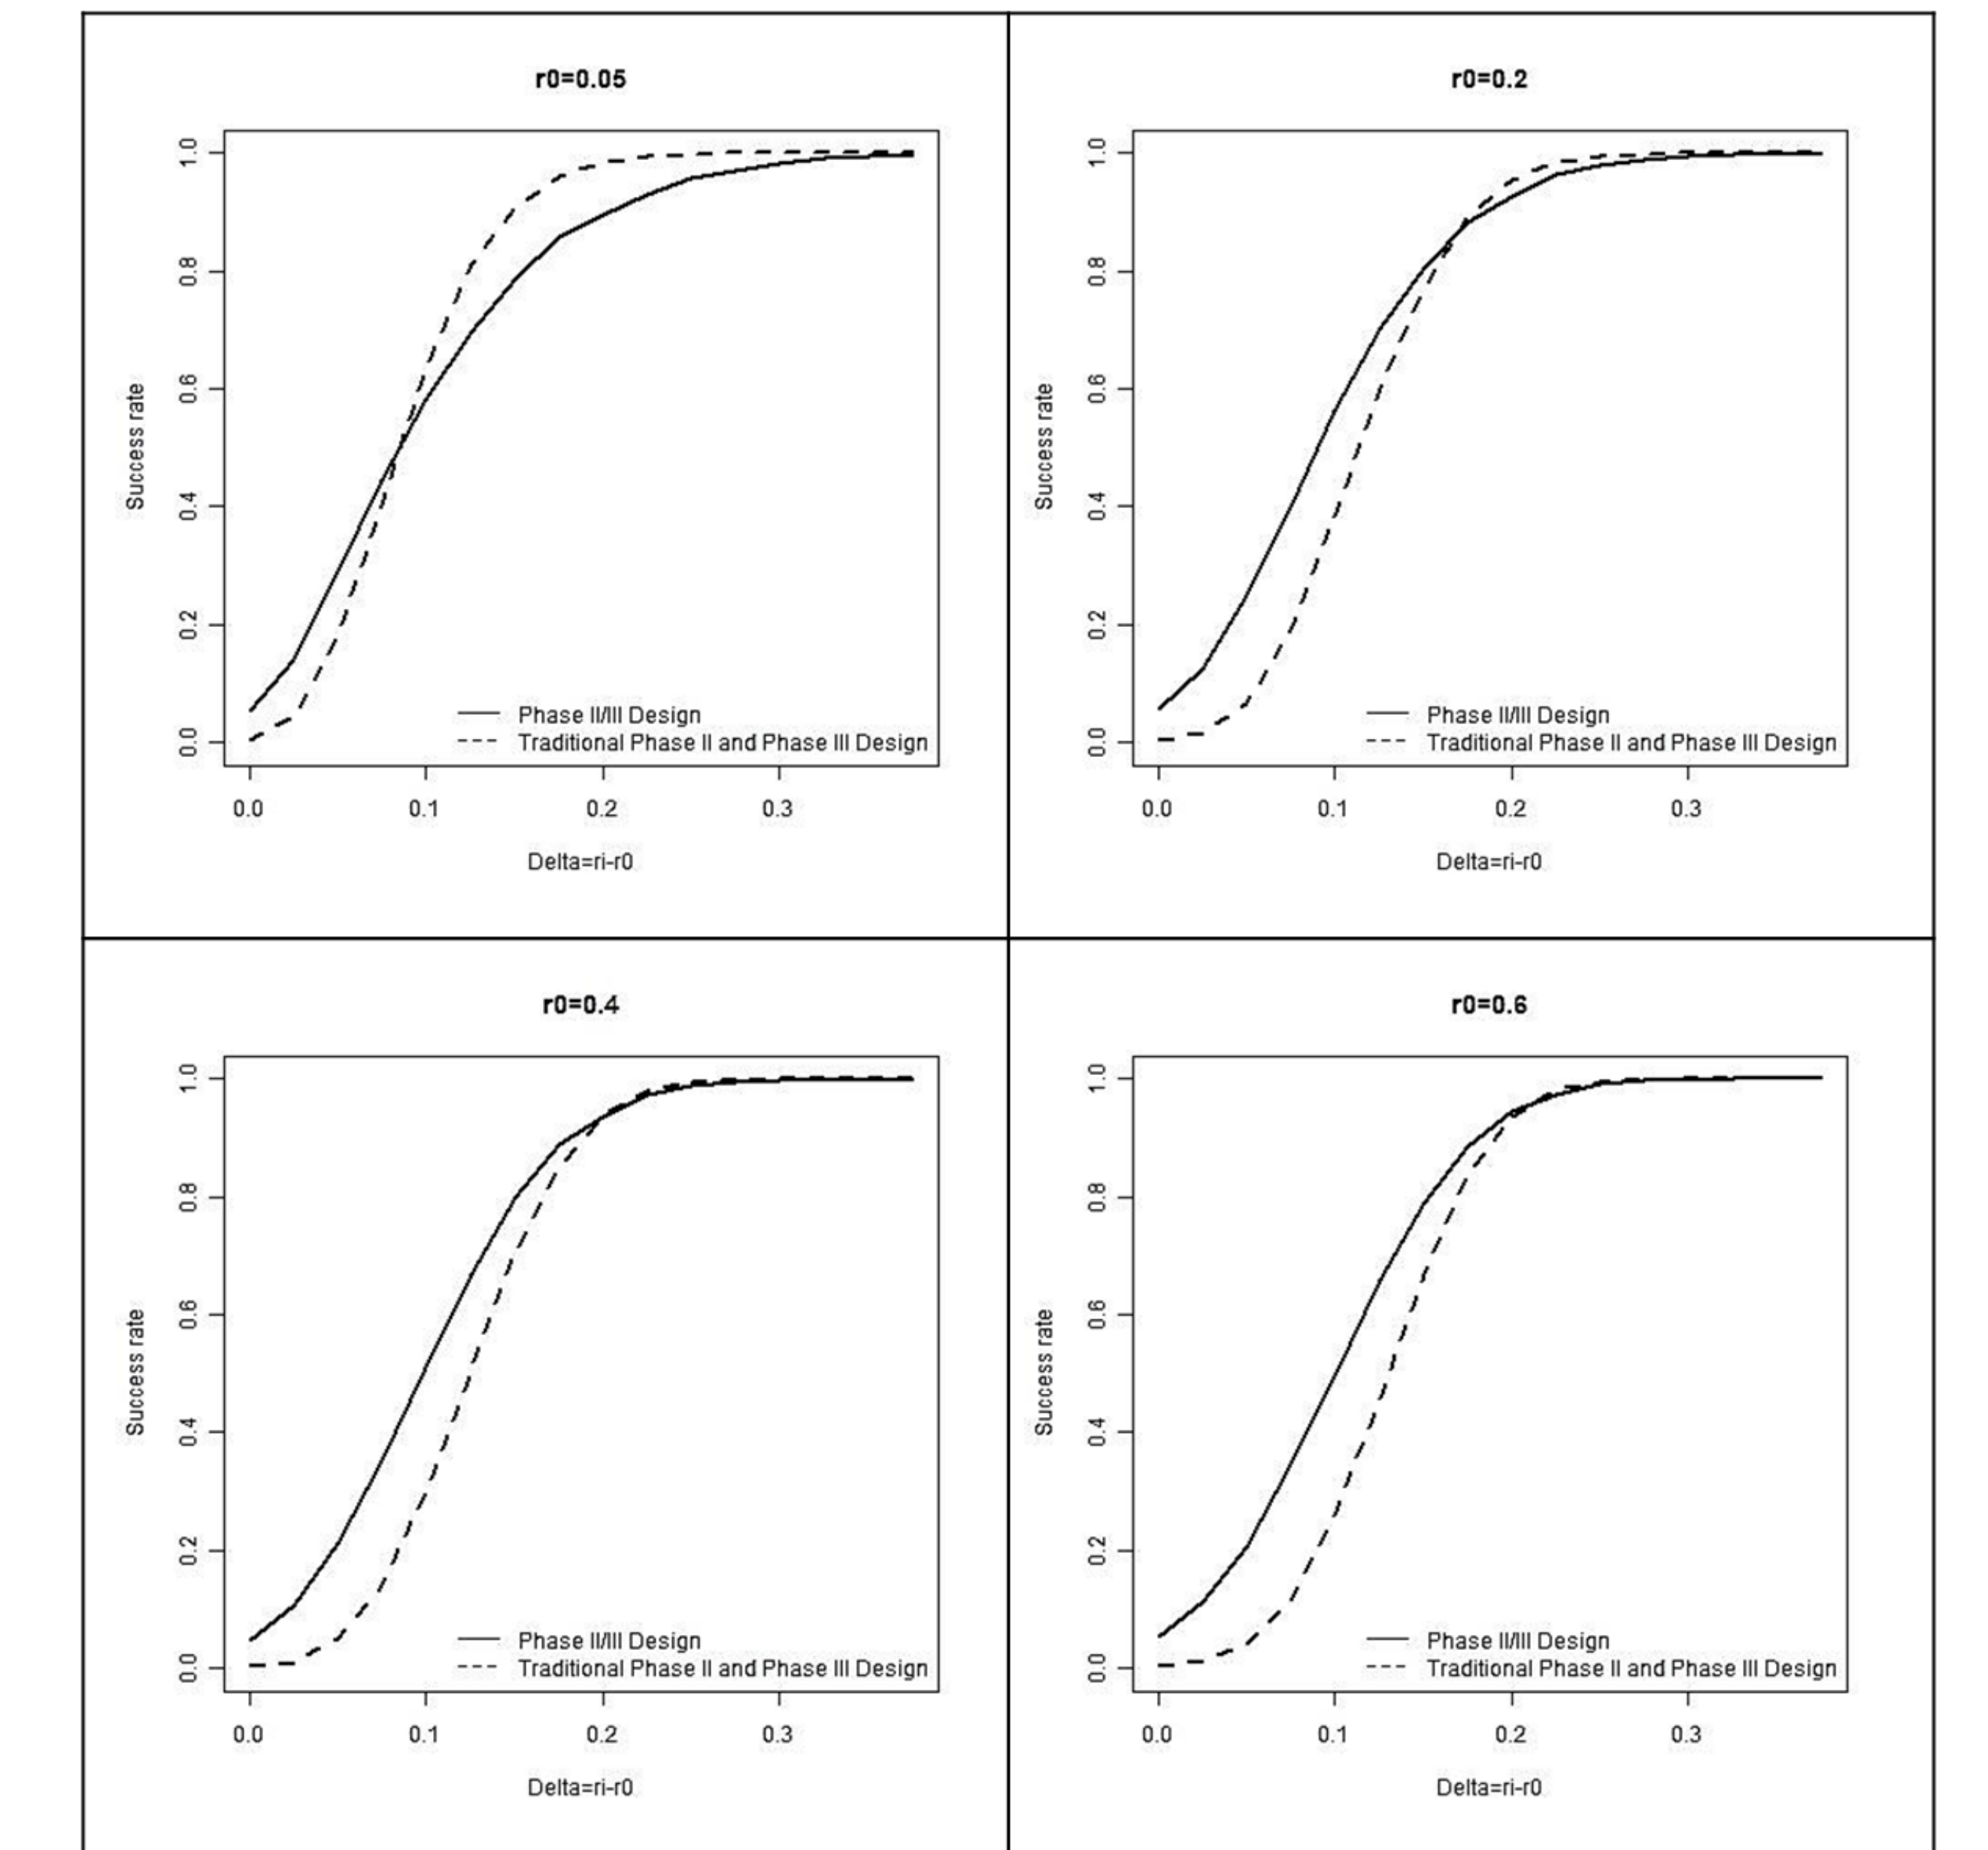 r0=0.05
Success rate
1.0
0.8
0.6
0.4
0.2
0.0
Phase II/III Design
Traditional Phase II and Phase III Design
0.0 0.1 0.2 0.3
Delta=ri-r0
r0=0.2
Success rate
1.0
0.8
0.6
0.4
0.2
0.0
Phase II/III Design
Traditional Phase II and Phase III Design
0.0 0.1 0.2 0.3
Delta=ri-r0
r0=0.4
Success rate
1.0
0.8
0.6
0.4
0.2
0.0
Phase II/III Design
Traditional Phase II and Phase III Design
0.0 0.1 0.2 0.3
Delta=ri-r0
r0=0.6
Success rate
1.0
0.8
0.6
0.4
0.2
0.0
Phase II/III Design
Traditional Phase II and Phase III Design
0.0 0.1 0.2 0.3
Delta=ri-r0